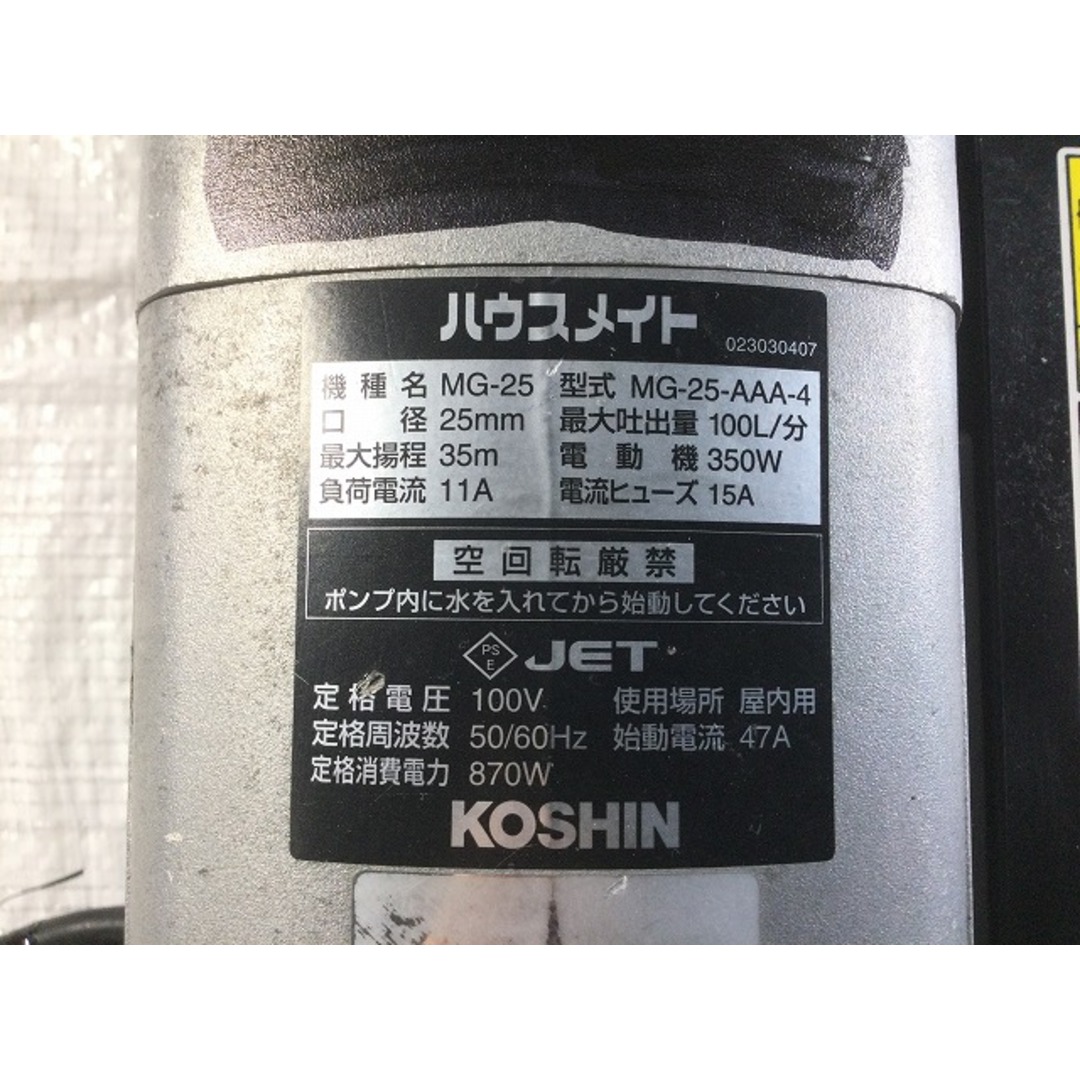 ハウスメイト
023030407
機種名 MG-25 型式 MG-25-AAA-4
口径 25mm 最大吐出量 100L/分
最大揚程 35m 電動機 350W
負荷電流 11A 電流ヒューズ 15A
空回転厳禁
ポンプ内に水を入れてから始動してください
PS E JET
定格電圧 100V 使用場所 屋内用
定格周波数 50/60Hz 始動電流 47A
定格消費電力 870W
KOSHIN